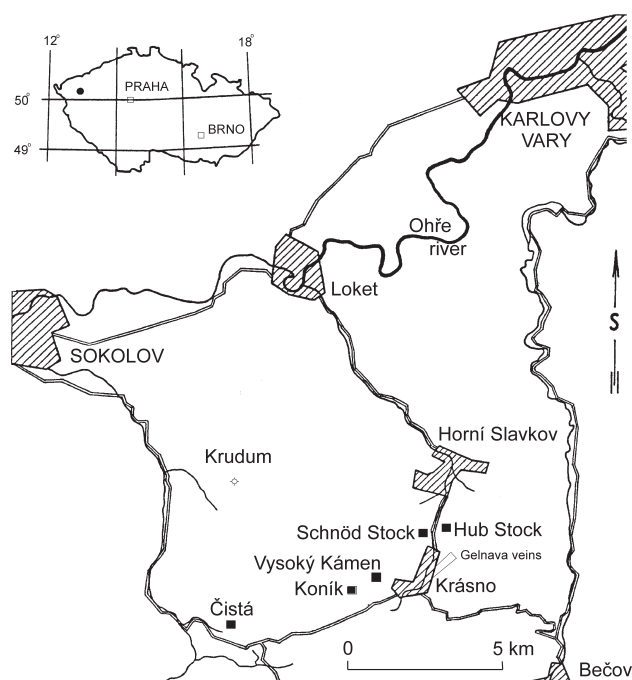 12°
18°
50°
PRAHA
BRNO
49°
KARLOVY
VARY
Ohře
river
Loket
S
SOKOLOV
Horní Slavkov
Krudum
Schnöd Stock
Hub Stock
Gelnava veins
Vysoký Kámen
Koník
Krásno
Čistá
0
5 km
Bečov